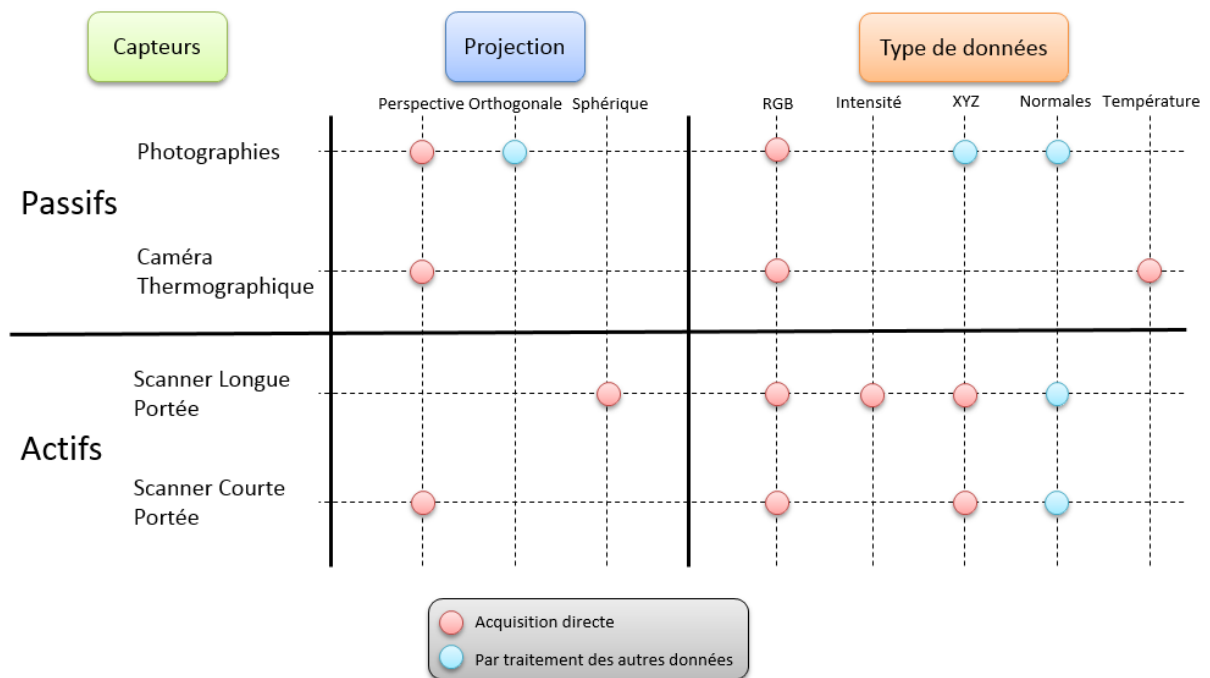 Capteurs
Projection
Type de données
Perspective Orthogonale Sphérique
RGB Intensité XYZ Normales Température
Photographies
Passifs
Caméra
Thermographique
Scanner Longue
Portée
Actifs
Scanner Courte
Portée
Acquisition directe
Par traitement des autres données